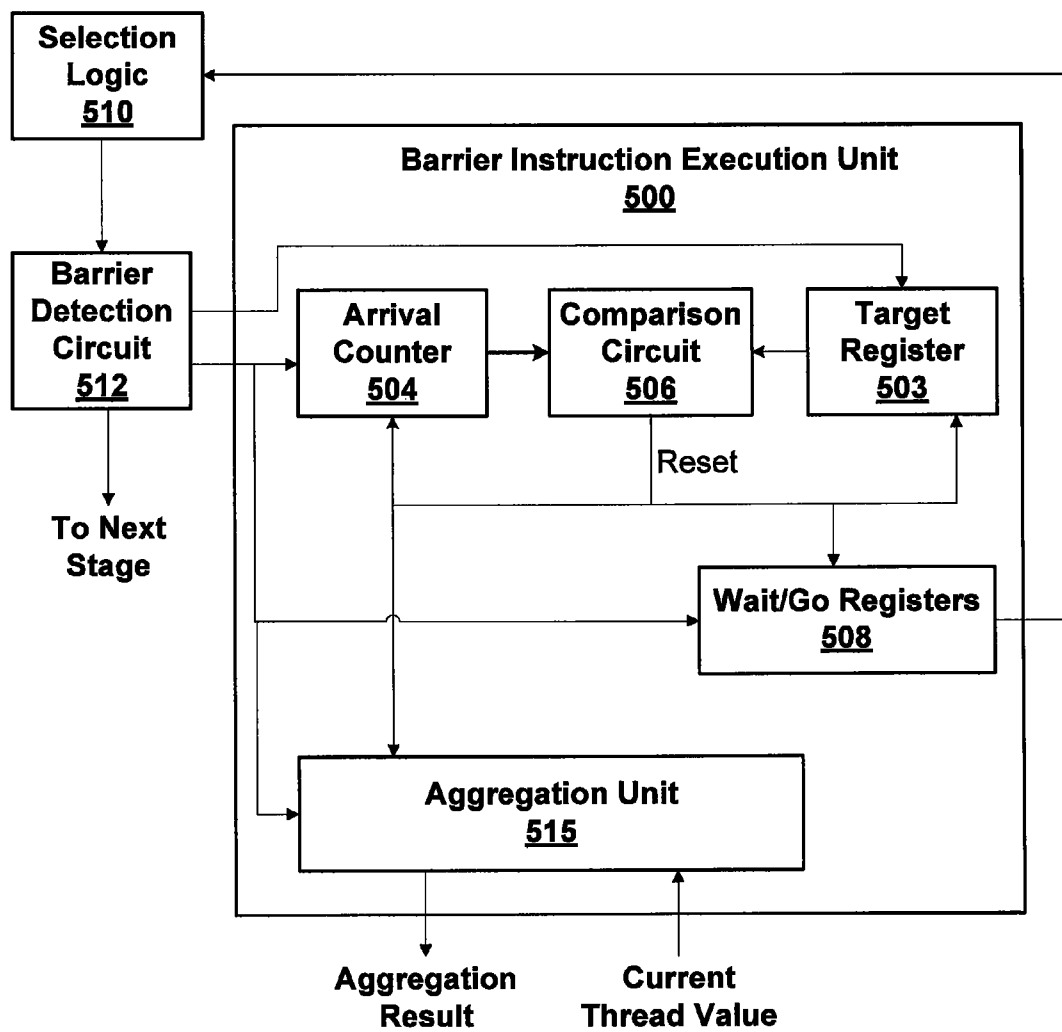 Selection
Logic
510
Barrier Instruction Execution Unit
500
Barrier
Detection
Circuit
512
Arrival
Counter
504
Comparison
Circuit
506
Target
Register
503
Reset
To Next
Stage
Wait/Go Registers
508
Aggregation Unit
515
Aggregation
Result
Current
Thread Value